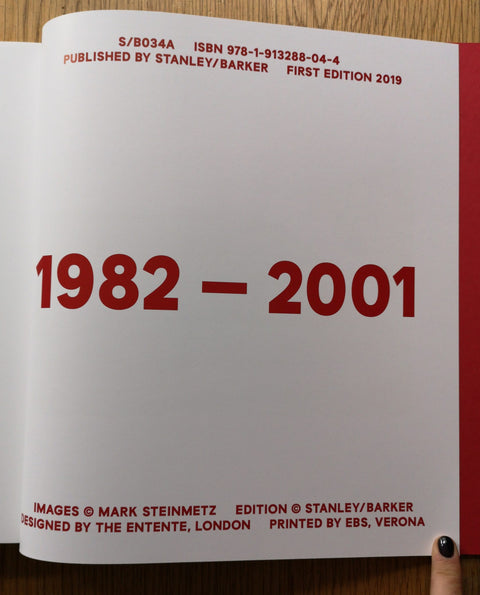 S/B034A ISBN 978-1-913288-04-4
PUBLISHED BY STANLEY/BARKER FIRST EDITION 2019
1982 – 2001
IMAGES © MARK STEINMETZ EDITION © STANLEY/BARKER
DESIGNED BY THE ENTENTE, LONDON PRINTED BY EBS, VERONA